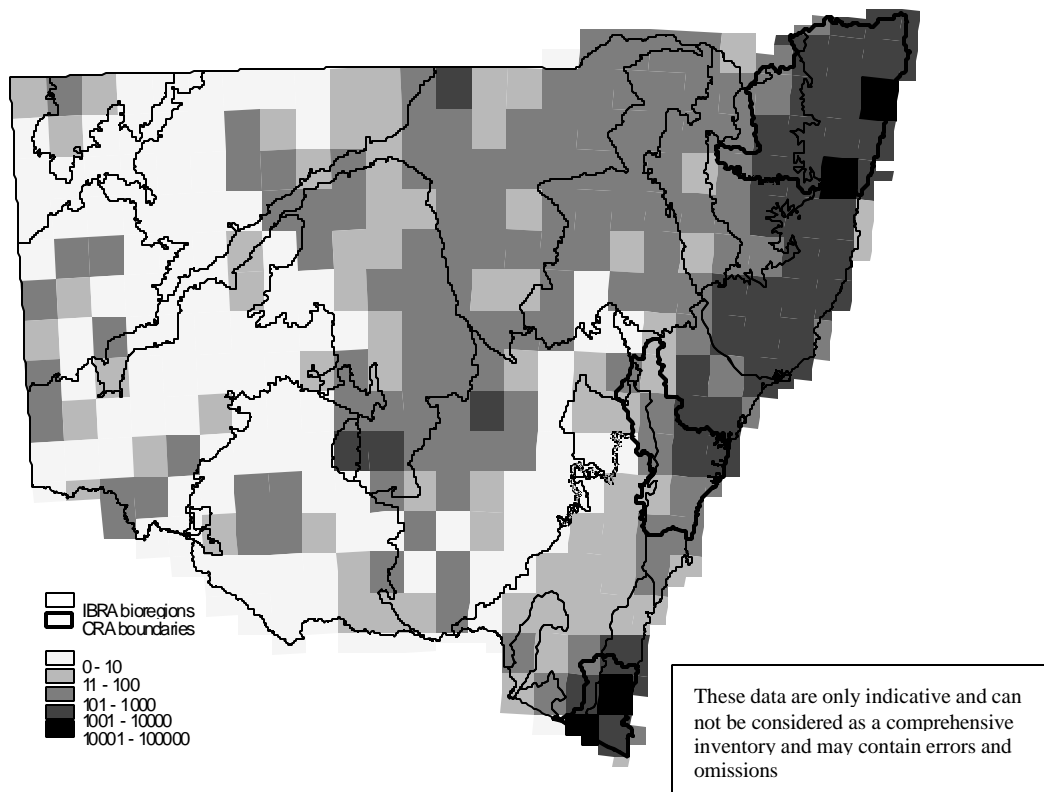 IBRA bioregions
CRA boundaries
0 - 10
11 - 100
101 - 1000
1001 - 10000
10001 - 100000
These data are only indicative and can
not be considered as a comprehensive
inventory and may contain errors and
omissions